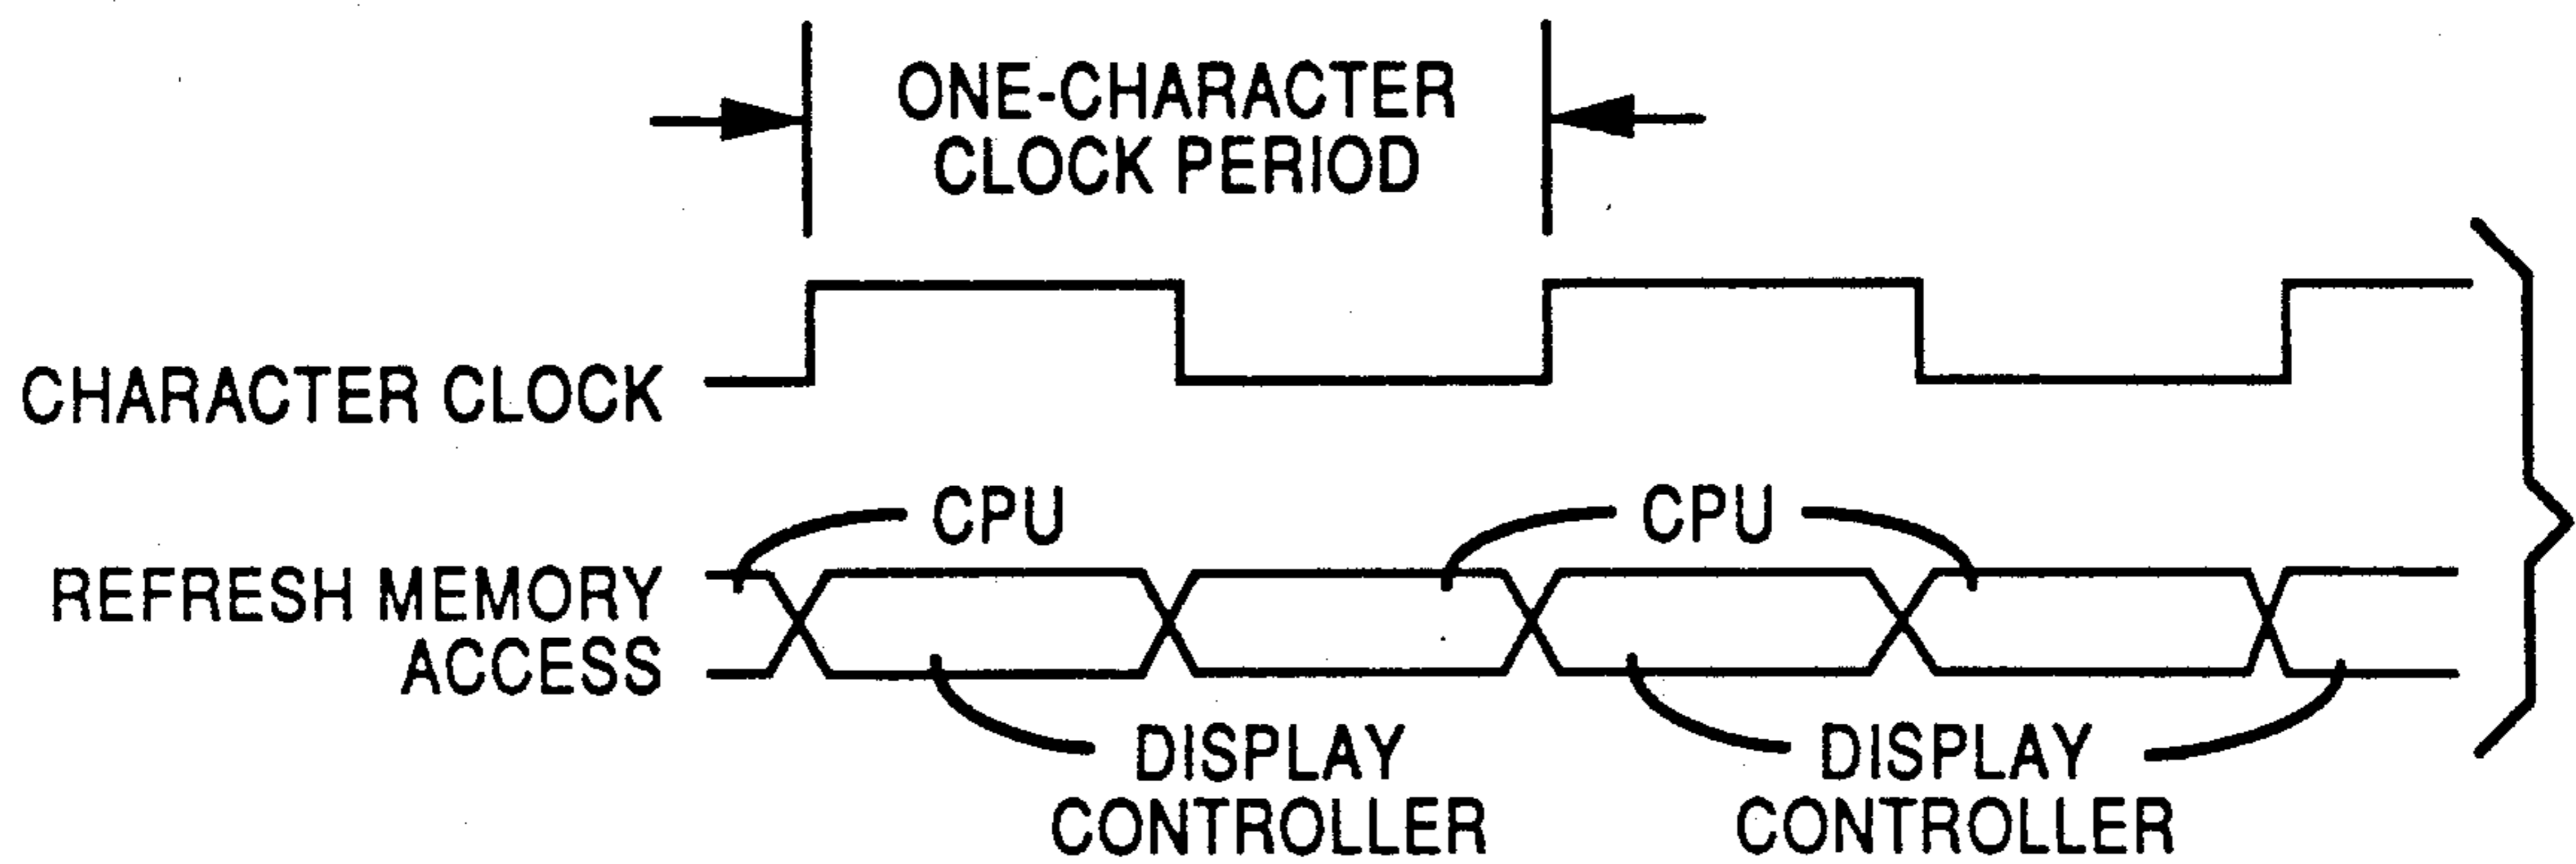 ONE-CHARACTER
CLOCK PERIOD
CHARACTER CLOCK
CPU
CPU
REFRESH MEMORY
ACCESS
DISPLAY
CONTROLLER
DISPLAY
CONTROLLER